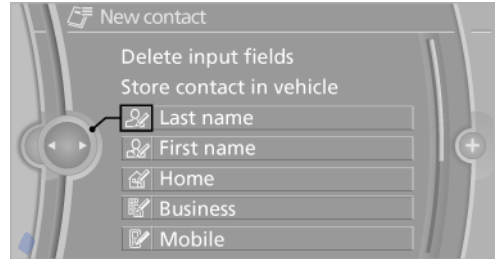 New contact
Delete input fields
Store contact in vehicle
Last name
First name
Home
Business
Mobile